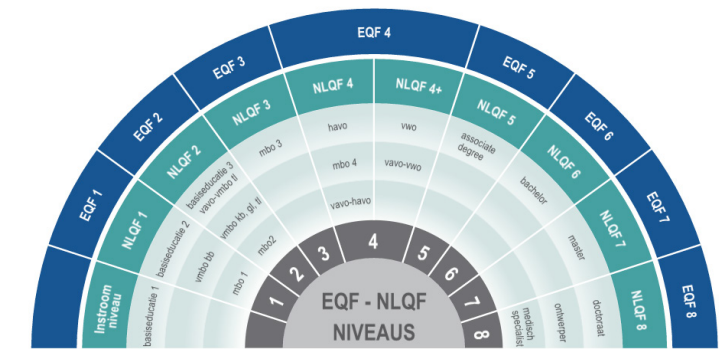 EQF 1
EQF 2
EQF 3
EQF 4
EQF 5
EQF 6
EQF 7
EQF 8
Instroom
niveau
NLQF 1
NLQF 2
NLQF 3
NLQF 4
NLQF 4+
NLQF 5
NLQF 6
NLQF 7
NLQF 8
basiseducatie 1
basiseducatie 2
vmbo bb
mbo 1
basiseducatie 3
vavo-vmbo tl
vmbo kb, gl, tl
mbo2
mbo 3
havo
mbo 4
vavo-havo
vwo
vavo-vwo
associate
degree
bachelor
master
doctoraat
ontwerper
medisch
specialist
1
2
3
4
5
6
7
8
EQF - NLQF
NIVEAUS